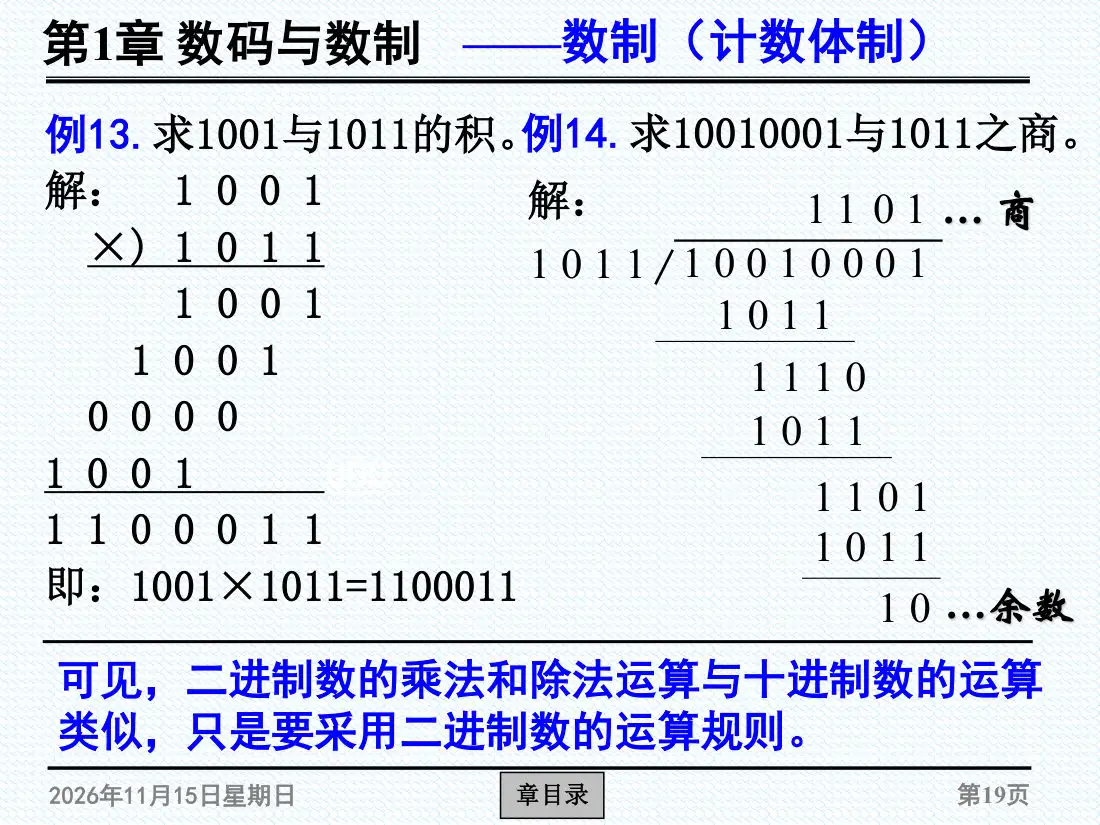 第1章 数码与数制 ——数制（计数体制）
例13. 求1001与1011的积。
解： 1 0 0 1
×) 1 0 1 1
1 0 0 1
1 0 0 1
0 0 0 0
1 0 0 1
1 1 0 0 0 1 1
即：1001×1011=1100011
例14. 求10010001与1011之商。
解：
1 1 0 1 … 商
1 0 1 1 / 1 0 0 1 0 0 0 1
1 0 1 1
1 1 1 0
1 0 1 1
1 1 0 1
1 0 1 1
1 0 …余数
可见，二进制数的乘法和除法运算与十进制数的运算
类似，只是要采用二进制数的运算规则。
2026年11月15日星期日 章目录 第19页